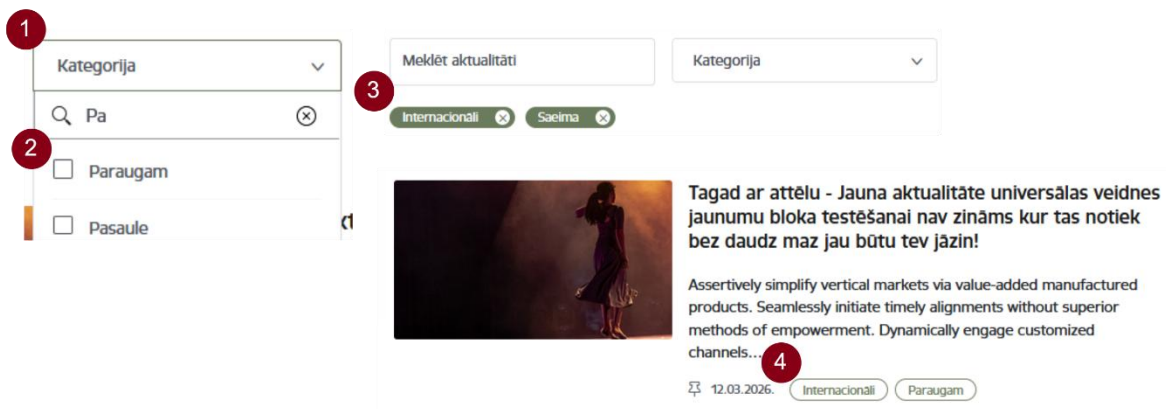 1
Kategorija
Pa
2
Paraugam
Pasaule
Meklēt aktualitāti
Kategorija
3
Internacionāli
Saeima
Tagad ar attēlu - Jauna aktualitāte universālas veidnes
jaunumu bloka testēšanai nav zināms kur tas notiek
bez daudz maz jau būtu tev jāzin!
Assertively simplify vertical markets via value-added manufactured
products. Seamlessly initiate timely alignments without superior
methods of empowerment. Dynamically engage customized
channels...
4
12.03.2026.
Internacionāli
Paraugam